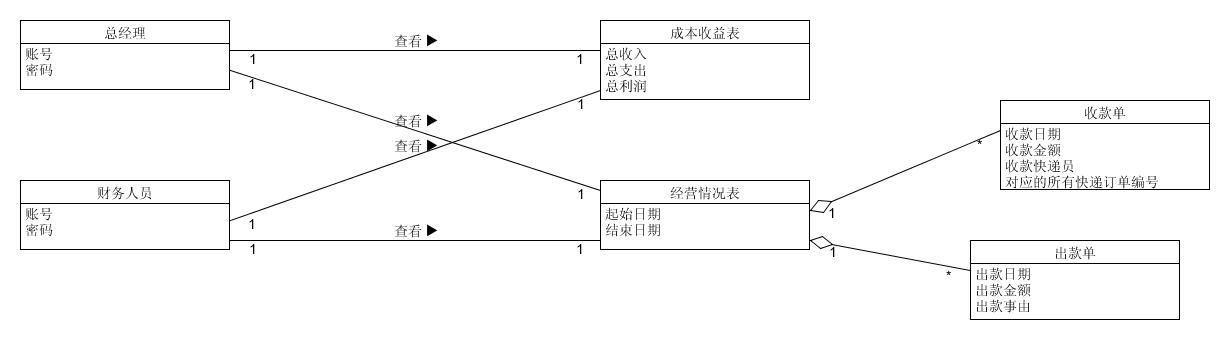 总经理
账号
密码
查看 ▶
1
1
1
成本收益表
总收入
总支出
总利润
1
查看 ▶
查看 ▶
财务人员
账号
密码
1
1
查看 ▶
1
1
经营情况表
起始日期
结束日期
1
1
收款单
收款日期
收款金额
收款快递员
对应的所有快递订单编号
*
出款单
出款日期
出款金额
出款事由
*